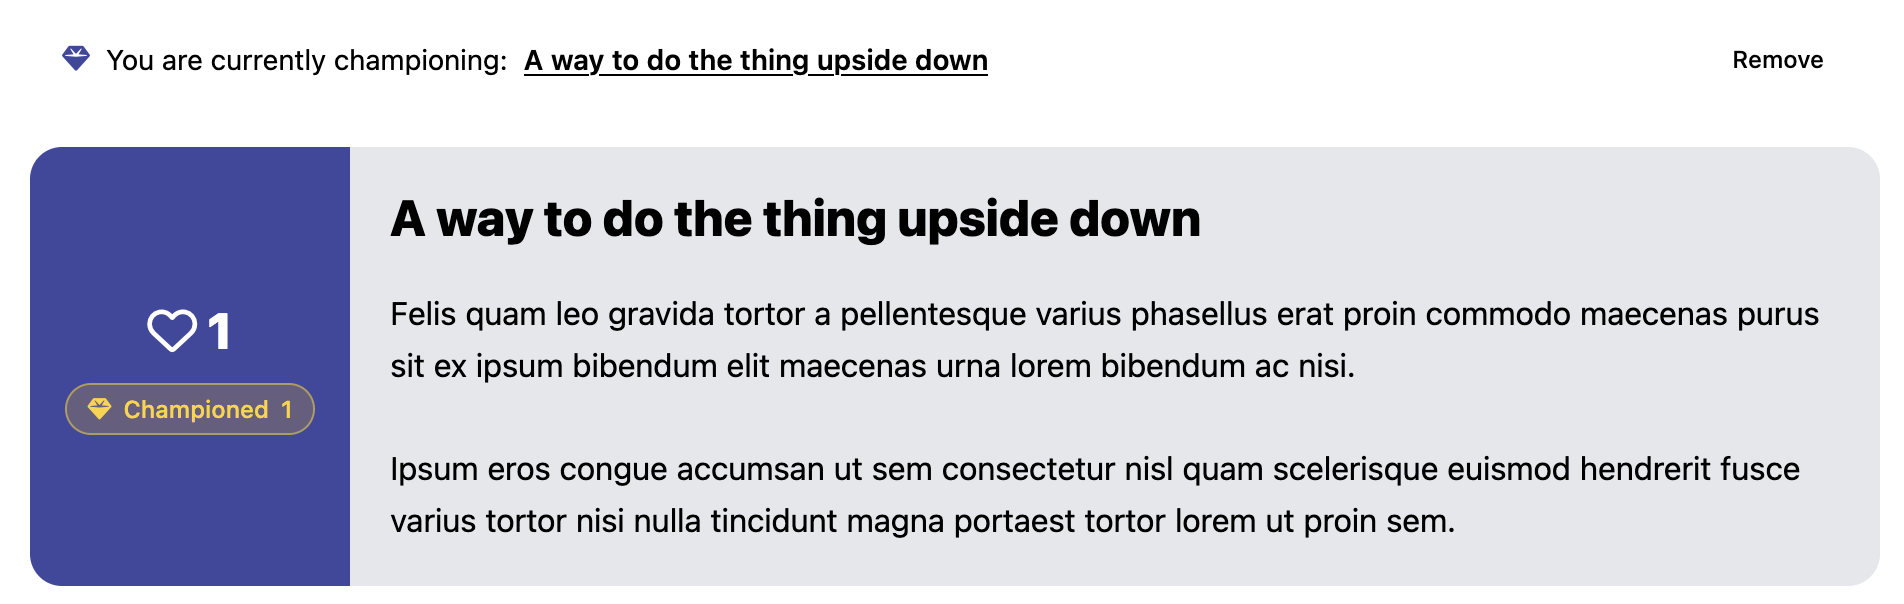 You are currently championing: A way to do the thing upside down Remove
A way to do the thing upside down
Felis quam leo gravida tortor a pellentesque varius phasellus erat proin commodo maecenas purus
sit ex ipsum bibendum elit maecenas urna lorem bibendum ac nisi.
1
Championed 1
Ipsum eros congue accumsan ut sem consectetur nisl quam scelerisque euismod hendrerit fusce
varius tortor nisi nulla tincidunt magna portaest tortor lorem ut proin sem.